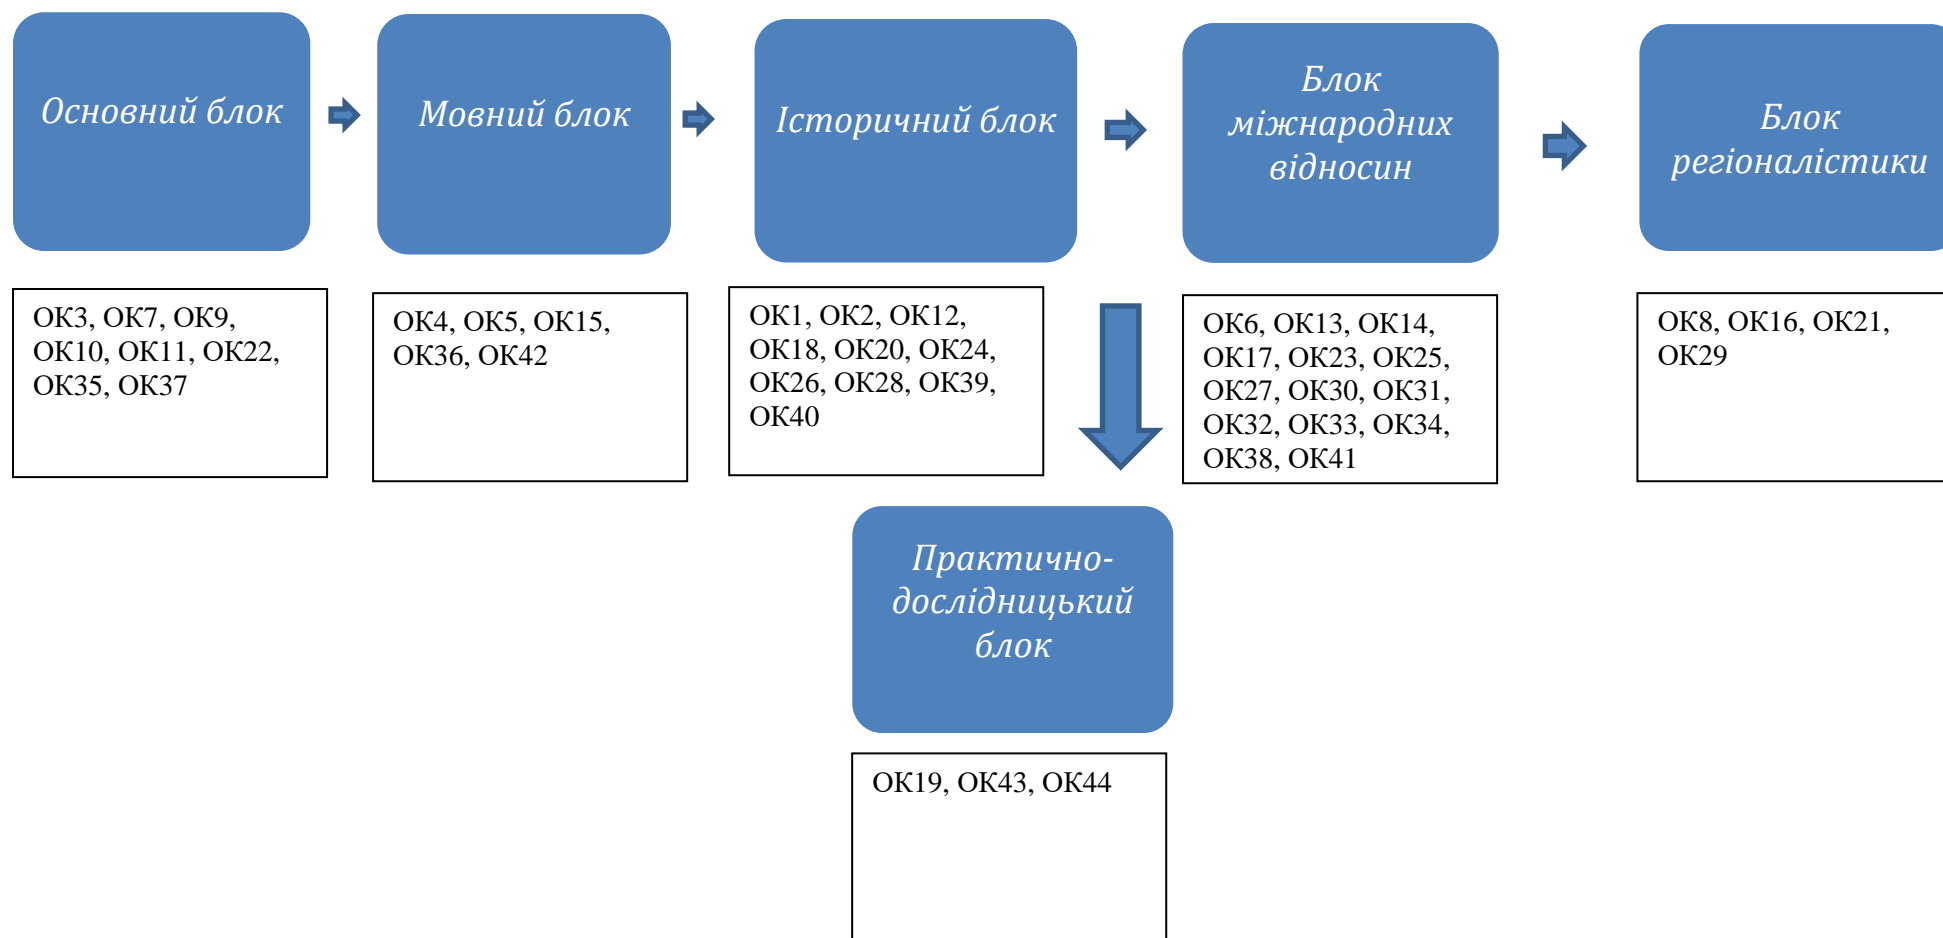 Основний блок
Мовний блок
Історичний блок
Блок
міжнародних
відносин
Блок
регіоналістики
ОК3, ОК7, ОК9,
ОК10, ОК11, ОК22,
ОК35, ОК37
ОК4, ОК5, ОК15,
ОК36, ОК42
ОК1, ОК2, ОК12,
ОК18, ОК20, ОК24,
ОК26, ОК28, ОК39,
ОК40
ОК6, ОК13, ОК14,
ОК17, ОК23, ОК25,
ОК27, ОК30, ОК31,
ОК32, ОК33, ОК34,
ОК38, ОК41
ОК8, ОК16, ОК21,
ОК29
Практично-
дослідницький
блок
ОК19, ОК43, ОК44